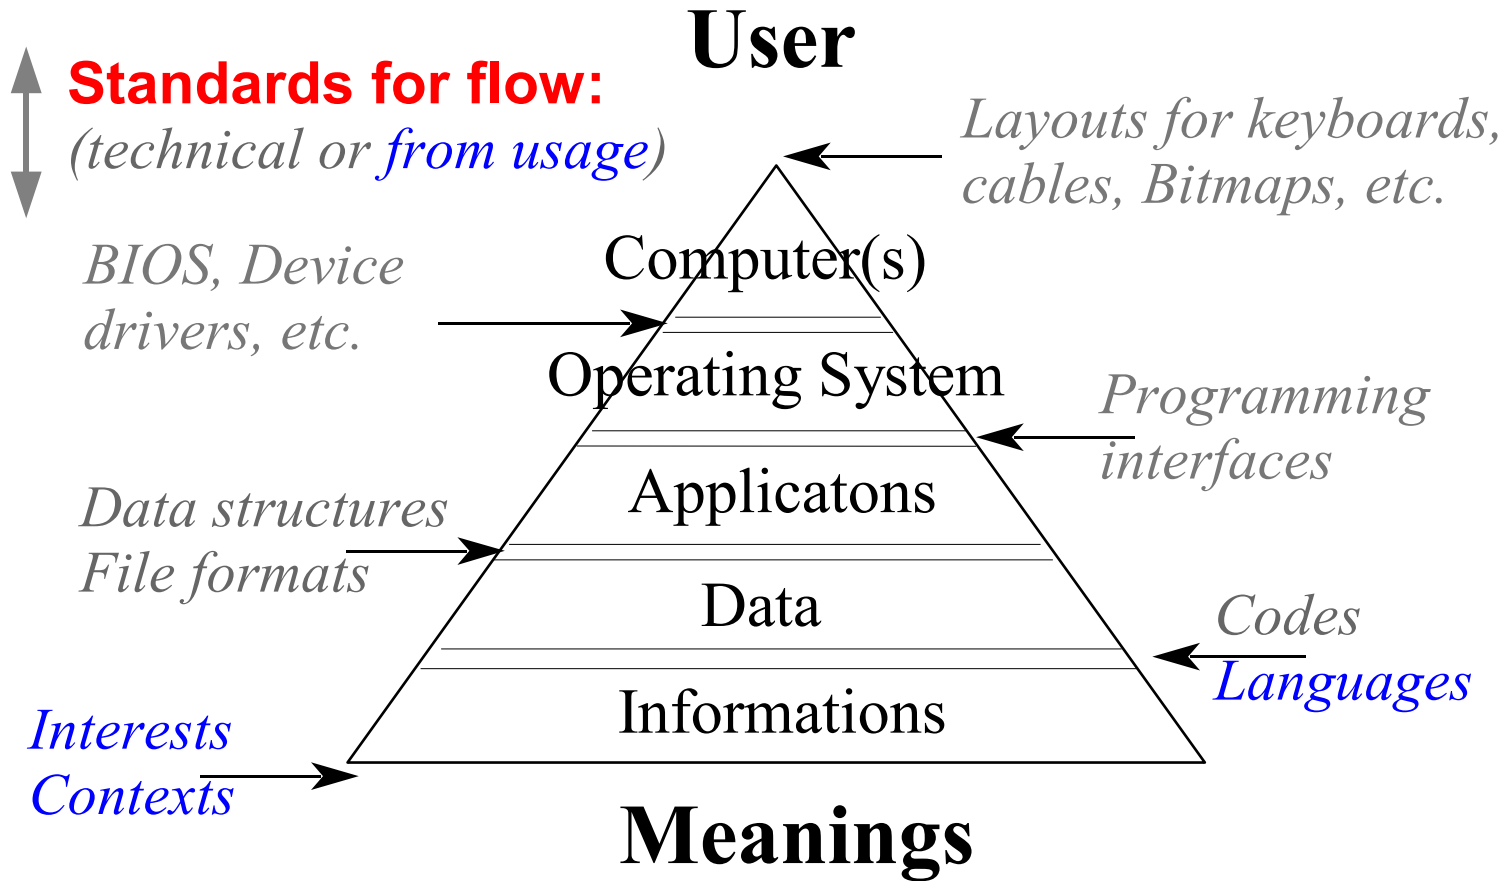 User
Standards for flow:
(technical or from usage)
Layouts for keyboards,
cables, Bitmaps, etc.
BIOS, Device
drivers, etc.
Computer(s)
Operating System
Programming
interfaces
Applicatons
Data structures
File formats
Data
Codes
Languages
Informations
Interests
Contexts
Meanings